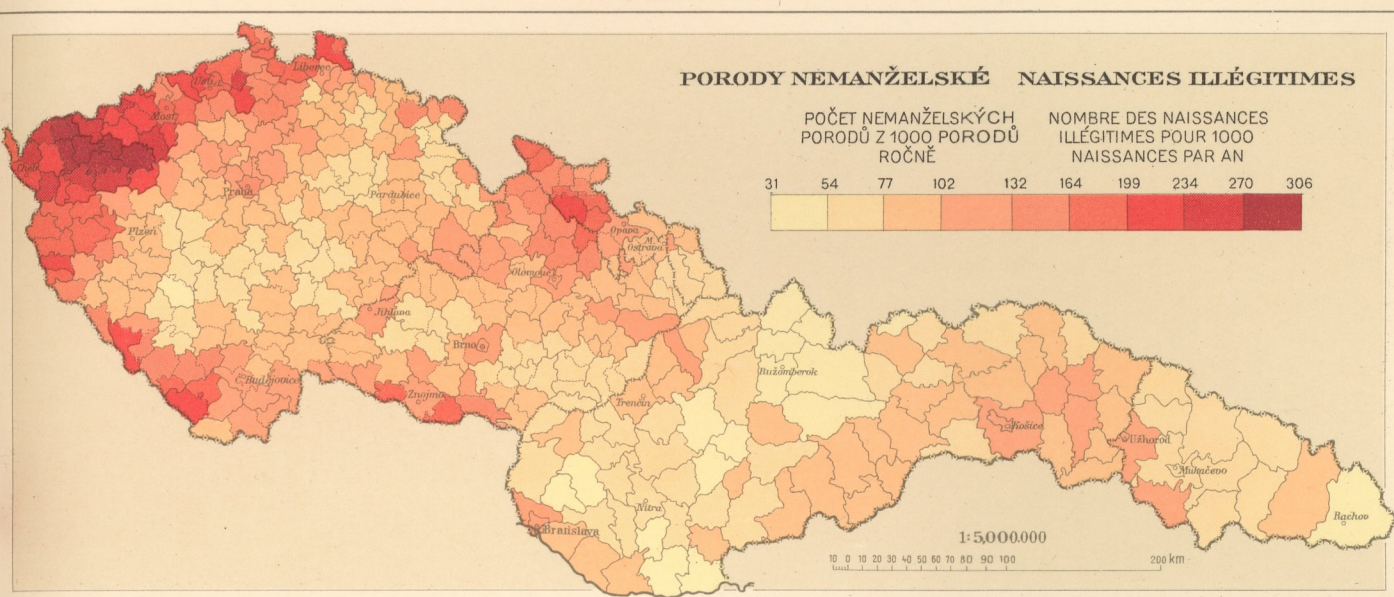 PORODY NEMANŽELSKÉ NAISSANCES ILLÉGITIMES
POČET NEMANŽELSKÝCH
PORODŮ Z 1000 PORODŮ
ROČNĚ
NOMBRE DES NAISSANCES
ILLÉGITIMES POUR 1000
NAISSANCES PAR AN
31 54 77 102 132 164 199 234 270 306
Liberec
Most
Cheb
Praha
Pardubice
Plzeň
Opava
M.
Ostrava
Olomouc
Jihlava
Brno
Ružomberok
Č. Budějovice
Znojmo
Trenčín
Košice
Užhorod
Mukačevo
Nitra
Rachov
Bratislava
1:5,000.000
10 0 10 20 30 40 50 60 70 80 90 100 200 km